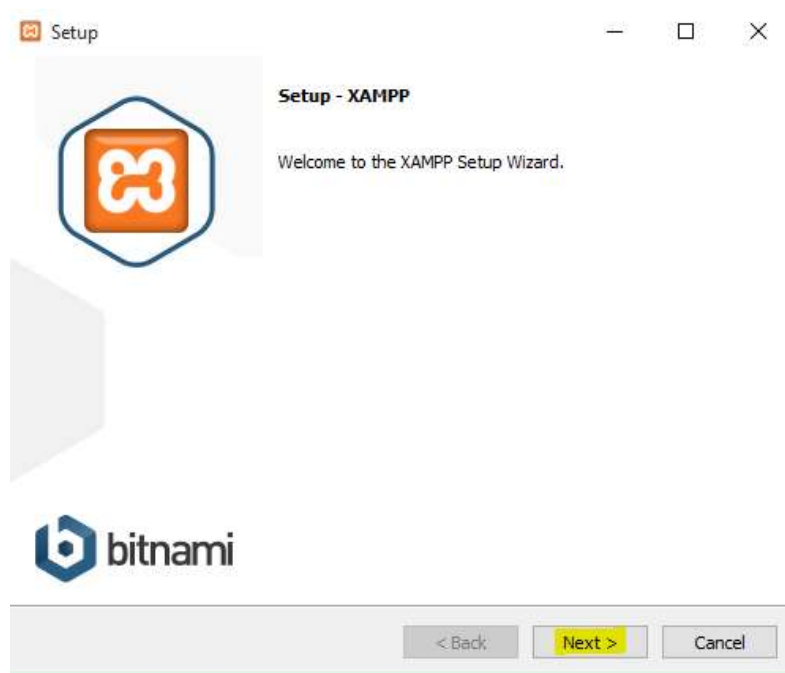 Setup
Setup - XAMPP
Welcome to the XAMPP Setup Wizard.
bitnami
< Back Next > Cancel